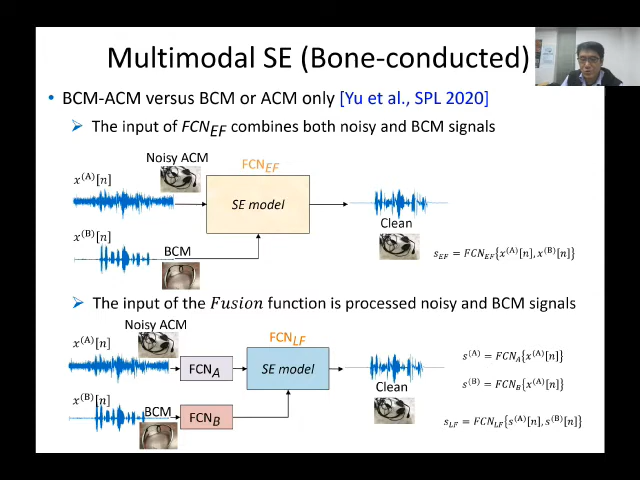 Multimodal SE (Bone-conducted)
• BCM-ACM versus BCM or ACM only [Yu et al., SPL 2020]
➢ The input of FCN_EF combines both noisy and BCM signals
Noisy ACM
FCN_EF
x^(A)[n]
SE model
Clean
x^(B)[n]
BCM
s_EF = FCN_EF{x^(A)[n], x^(B)[n]}
➢ The input of the Fusion function is processed noisy and BCM signals
Noisy ACM
FCN_LF
x^(A)[n]
FCN_A
SE model
Clean
s^(A) = FCN_A{x^(A)[n]}
s^(B) = FCN_B{x^(A)[n]}
x^(B)[n]
BCM
FCN_B
s_LF = FCN_LF{s^(A)[n], s^(B)[n]}